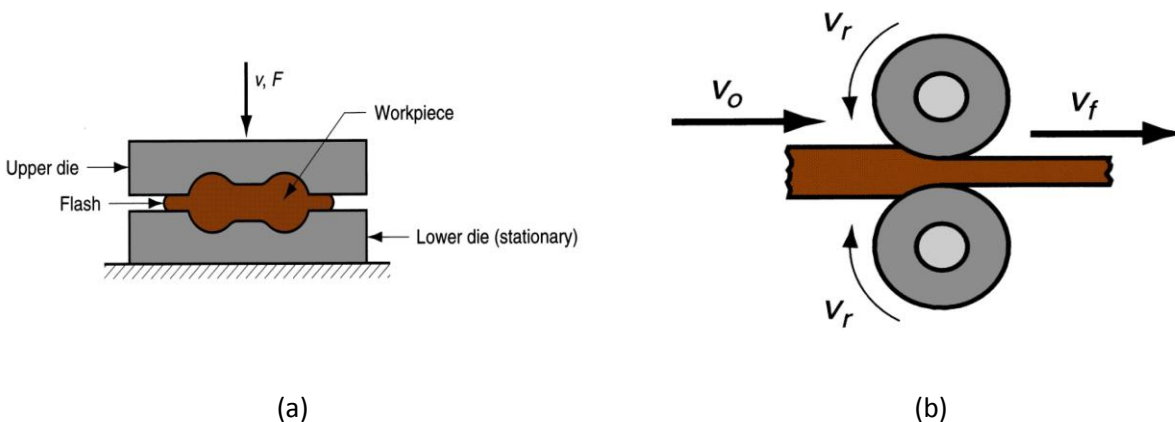 v, F
Workpiece
Upper die
Flash
Lower die (stationary)
(a)
v_r
v_o
v_f
v_r
(b)